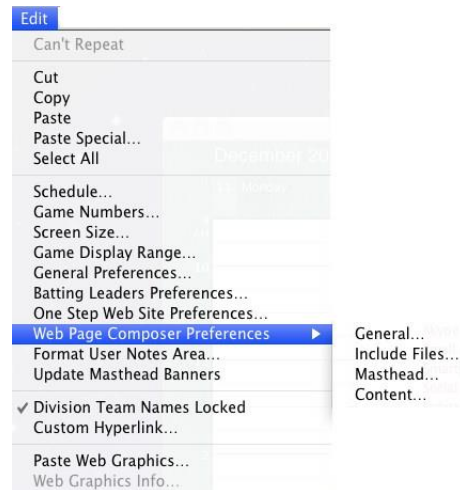 Edit
Can't Repeat
Cut
Copy
Paste
Paste Special...
Select All
December 20
Schedule...
Game Numbers...
Screen Size...
Game Display Range...
General Preferences...
Batting Leaders Preferences...
One Step Web Site Preferences...
Web Page Composer Preferences
General...
Format User Notes Area...
Include Files...
Update Masthead Banners
Masthead...
Content...
✓ Division Team Names Locked
Custom Hyperlink...
Paste Web Graphics...
Web Graphics Info...